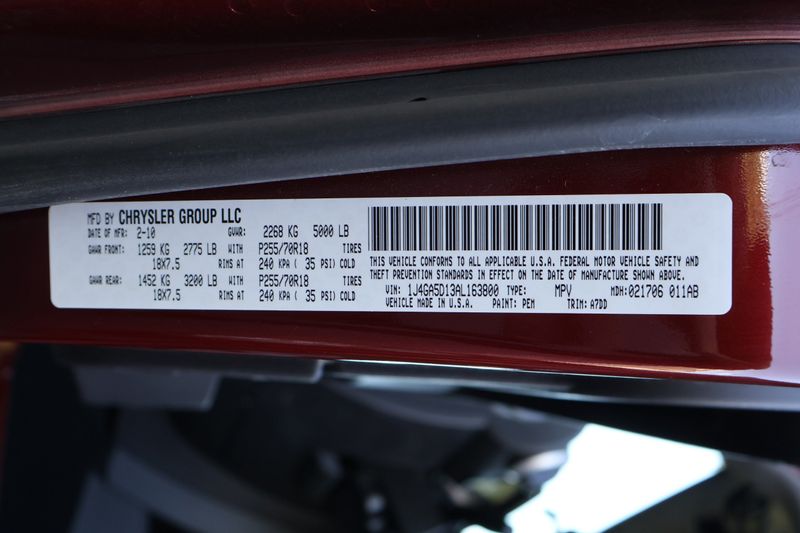 MFD BY CHRYSLER GROUP LLC
DATE OF MFR: 2-10 GVWR: 2268 KG 5000 LB
GAWR FRONT: 1259 KG 2775 LB WITH P255/70R18 TIRES
18X7.5 RIMS AT 240 KPA ( 35 PSI) COLD
GAWR REAR: 1452 KG 3200 LB WITH P255/70R18 TIRES
18X7.5 RIMS AT 240 KPA ( 35 PSI) COLD
THIS VEHICLE CONFORMS TO ALL APPLICABLE U.S.A. FEDERAL MOTOR VEHICLE SAFETY AND
THEFT PREVENTION STANDARDS IN EFFECT ON THE DATE OF MANUFACTURE SHOWN ABOVE.
VIN: 1J4GA5D13AL163800 TYPE: MPV MDH: 021706 011AB
VEHICLE MADE IN U.S.A. PAINT: PEM TRIM: A7DD